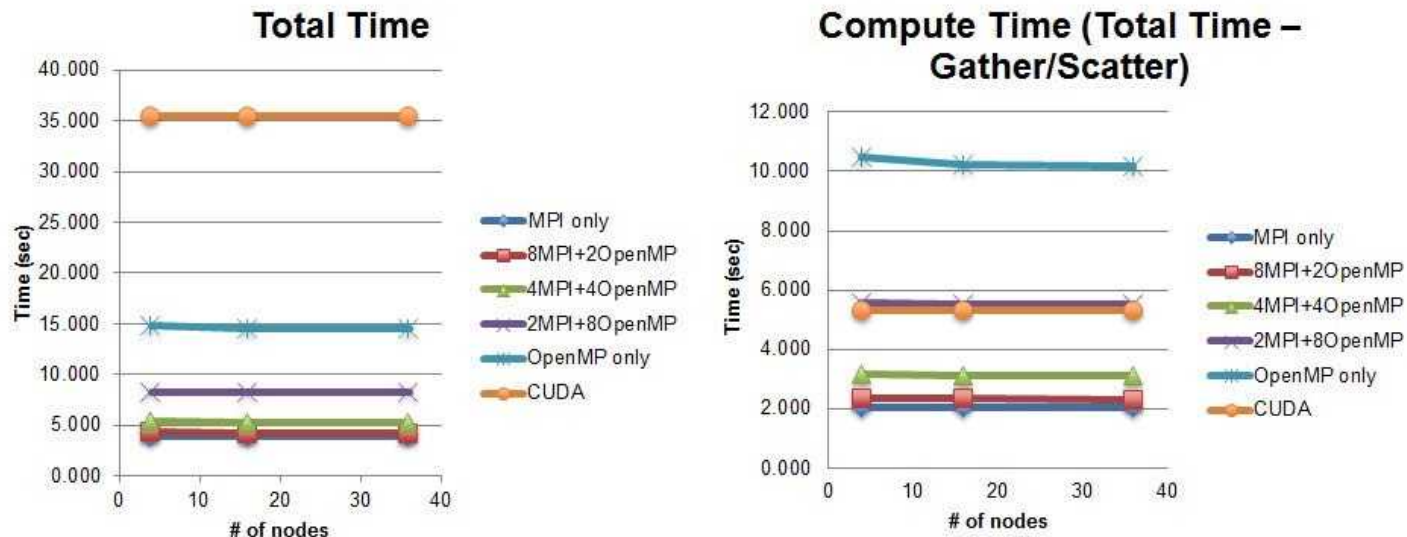 Total Time
40.000
35.000
30.000
25.000
20.000
15.000
10.000
5.000
0.000
0 10 20 30 40
Time (sec)
# of nodes
MPI only
8MPI+2OpenMP
4MPI+4OpenMP
2MPI+8OpenMP
OpenMP only
CUDA
Compute Time (Total Time –
Gather/Scatter)
12.000
10.000
8.000
6.000
4.000
2.000
0.000
0 10 20 30 40
Time (sec)
# of nodes
MPI only
8MPI+2OpenMP
4MPI+4OpenMP
2MPI+8OpenMP
OpenMP only
CUDA